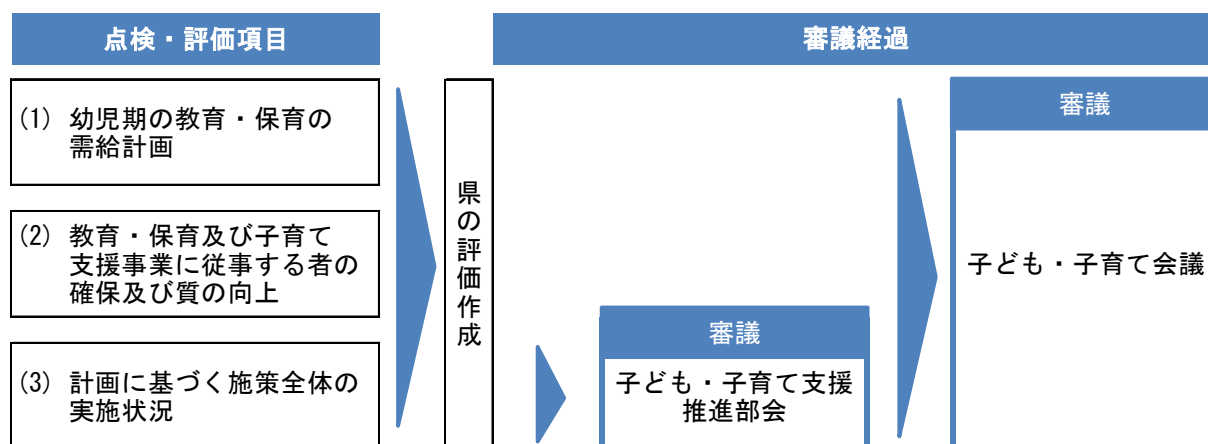 点検・評価項目
審議経過
(1) 幼児期の教育・保育の
需給計画
(2) 教育・保育及び子育て
支援事業に従事する者の
確保及び質の向上
(3) 計画に基づく施策全体の
実施状況
県の評価作成
審議
子ども・子育て支援
推進部会
審議
子ども・子育て会議